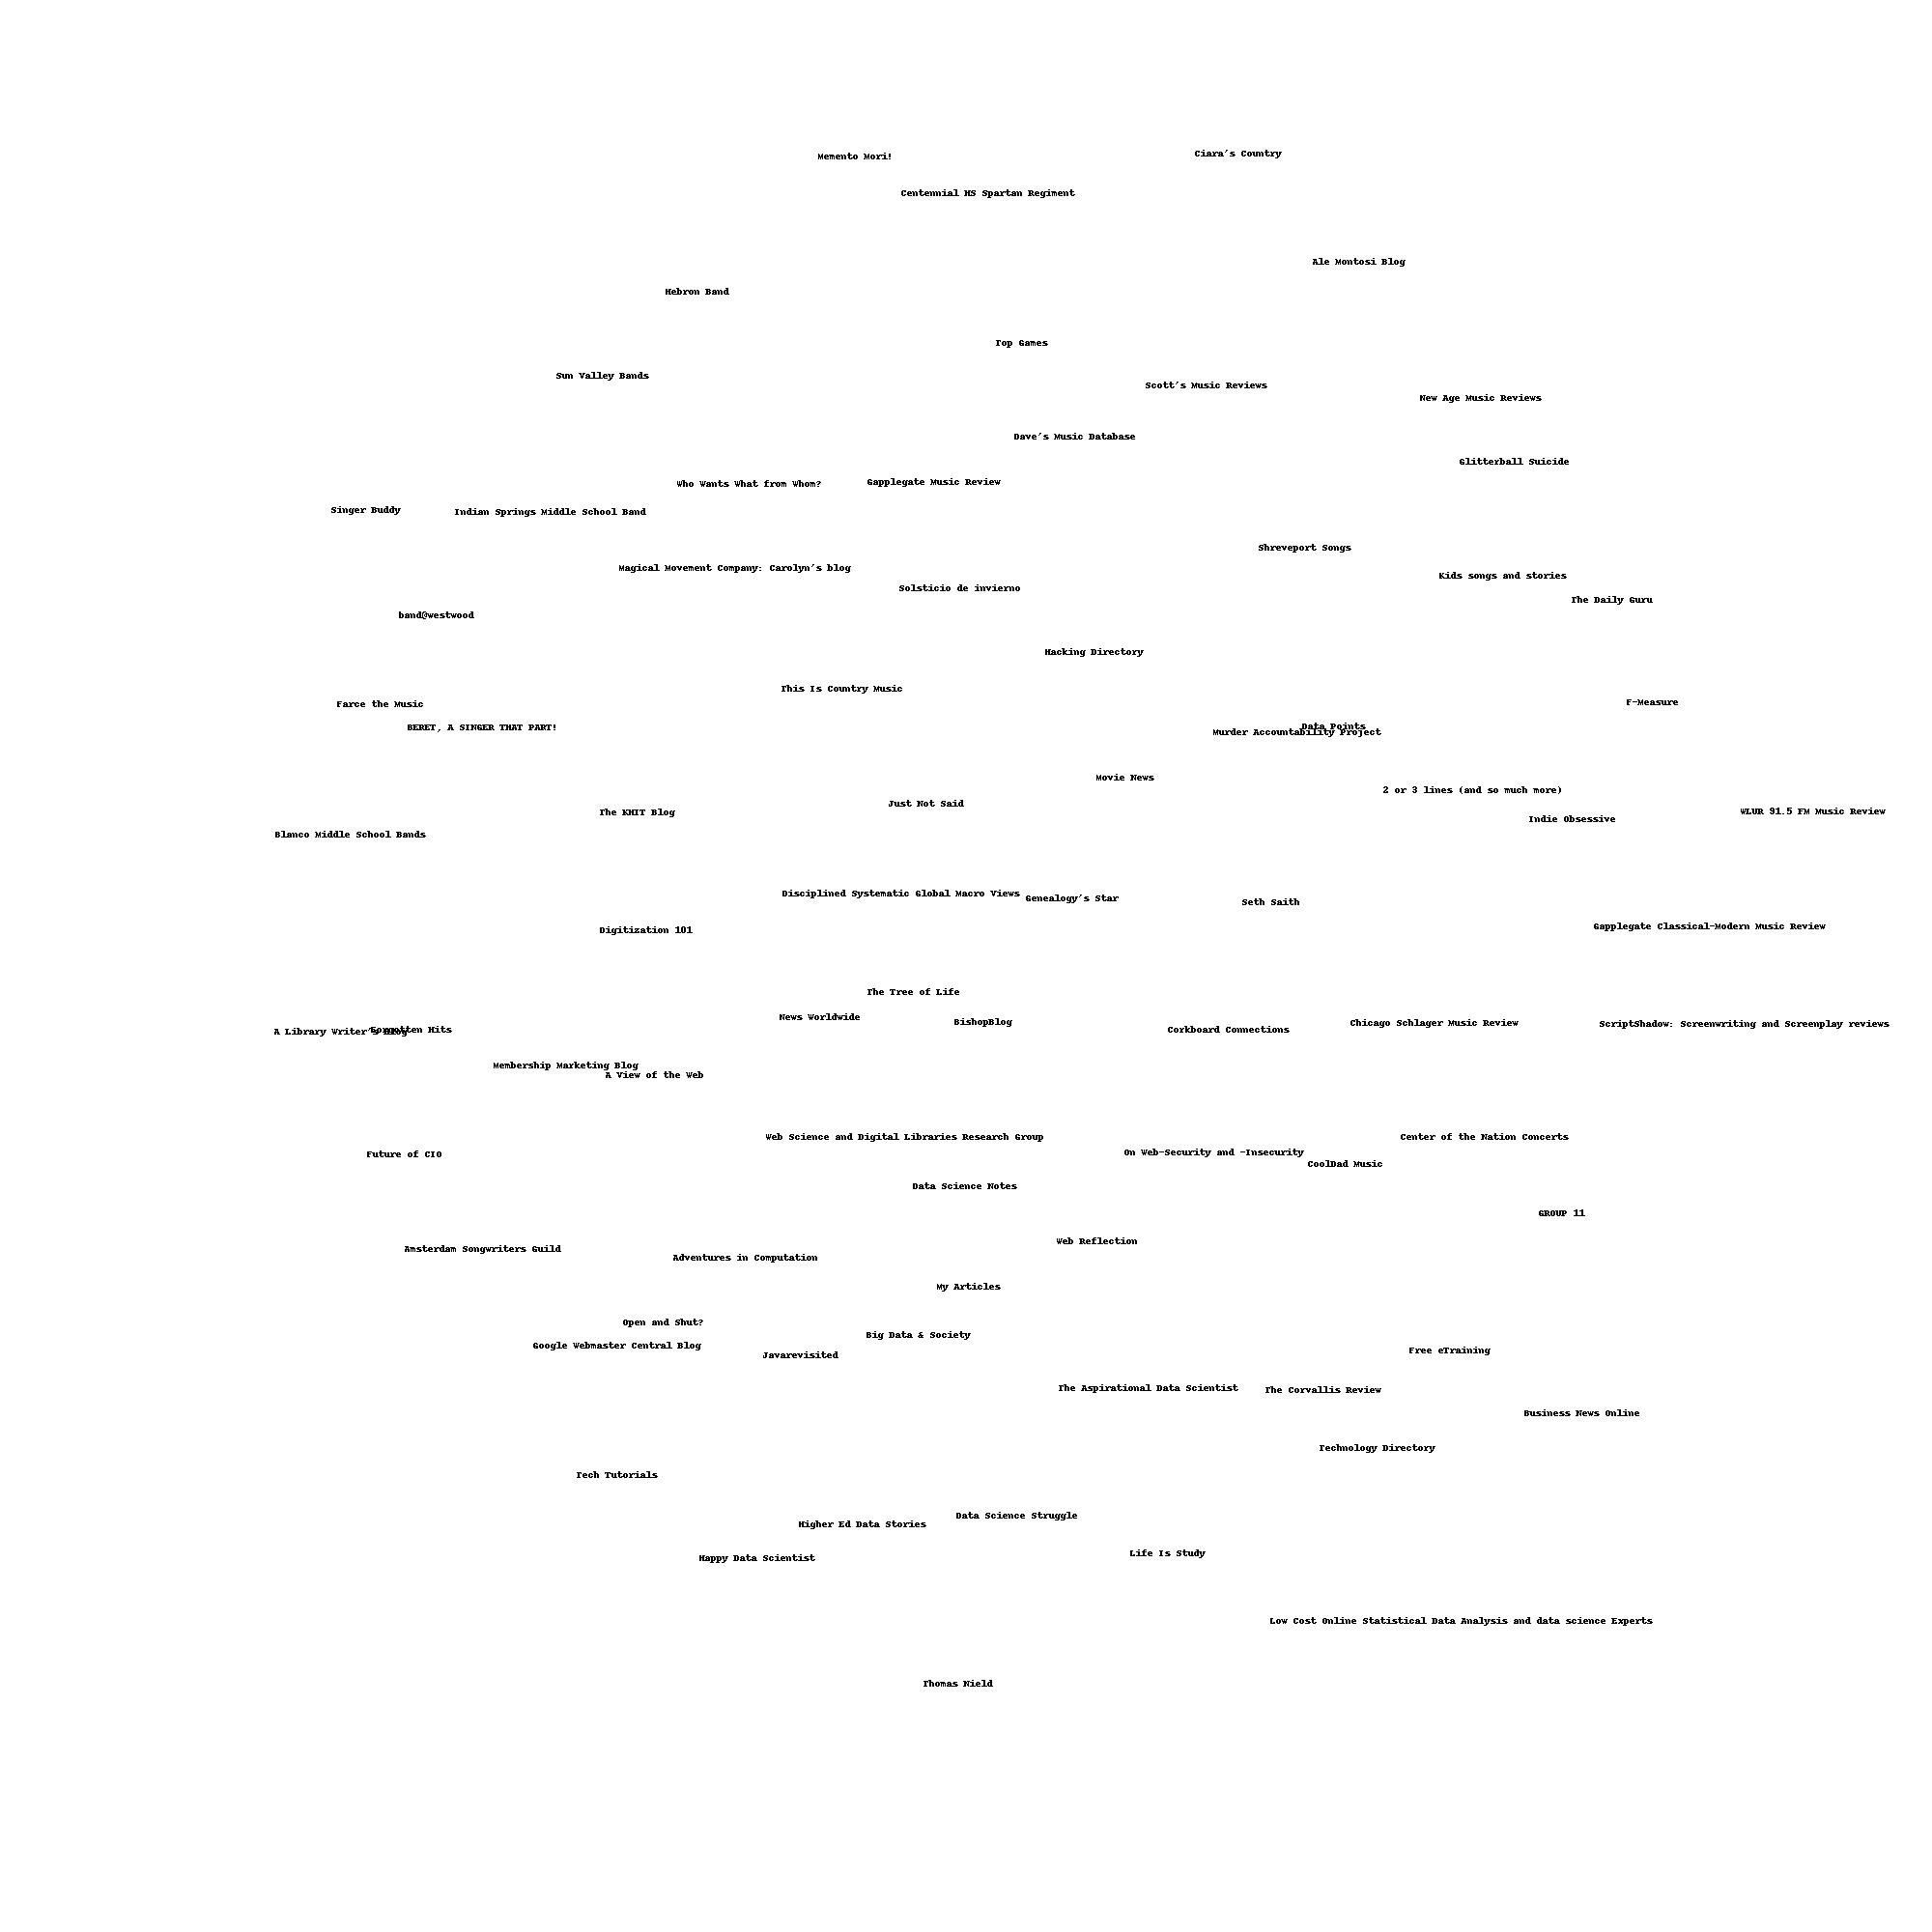 Ciara's Country
Memento Mori!
Centennial HS Spartan Regiment
Ale Montosi Blog
Hebron Band
Top Games
Sun Valley Bands
Scott's Music Reviews
New Age Music Reviews
Dave's Music Database
Glitterball Suicide
Who Wants What from Whom?
Gapplegate Music Review
Singer Buddy
Indian Springs Middle School Band
Shreveport Songs
Magical Movement Company: Carolyn's blog
Kids songs and stories
Solsticio de invierno
The Daily Guru
band@westwood
Hacking Directory
This Is Country Music
Farce the Music
F-Measure
BERET, A SINGER THAT PART!
Data Points
Murder Accountability Project
Movie News
2 or 3 lines (and so much more)
Just Not Said
The KHIT Blog
WLUR 91.5 FM Music Review
Indie Obsessive
Blanco Middle School Bands
Disciplined Systematic Global Macro Views
Genealogy's Star
Seth Saith
Digitization 101
Gapplegate Classical-Modern Music Review
The Tree of Life
News Worldwide
BishopBlog
Chicago Schlager Music Review
ScriptShadow: Screenwriting and Screenplay reviews
A Library Writer's Blog
Forgotten Hits
Corkboard Connections
Membership Marketing Blog
A View of the Web
Web Science and Digital Libraries Research Group
Center of the Nation Concerts
Future of CIO
On Web-Security and -Insecurity
CoolDad Music
Data Science Notes
GROUP 11
Web Reflection
Amsterdam Songwriters Guild
Adventures in Computation
My Articles
Open and Shut?
Big Data & Society
Google Webmaster Central Blog
Javarevisited
Free eTraining
The Aspirational Data Scientist
The Corvallis Review
Business News Online
Technology Directory
Tech Tutorials
Data Science Struggle
Higher Ed Data Stories
Life Is Study
Happy Data Scientist
Low Cost Online Statistical Data Analysis and data science Experts
Thomas Nield